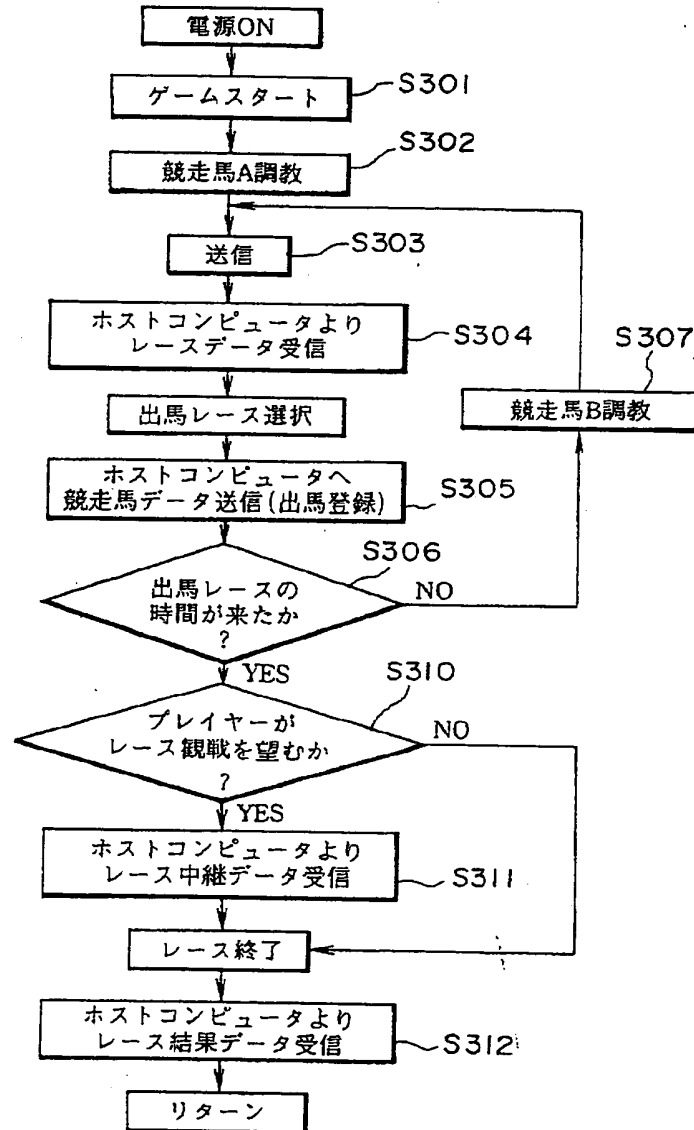 電源ON
ゲームスタート
S301
競走馬A調教
S302
送信
S303
ホストコンピュータより
レースデータ受信
S304
出馬レース選択
ホストコンピュータへ
競走馬データ送信(出馬登録)
S305
出馬レースの
時間が来たか
?
S306
NO
S307
競走馬B調教
YES
プレイヤーが
レース観戦を望むか
?
S310
NO
YES
ホストコンピュータより
レース中継データ受信
S311
レース終了
ホストコンピュータより
レース結果データ受信
S312
リターン